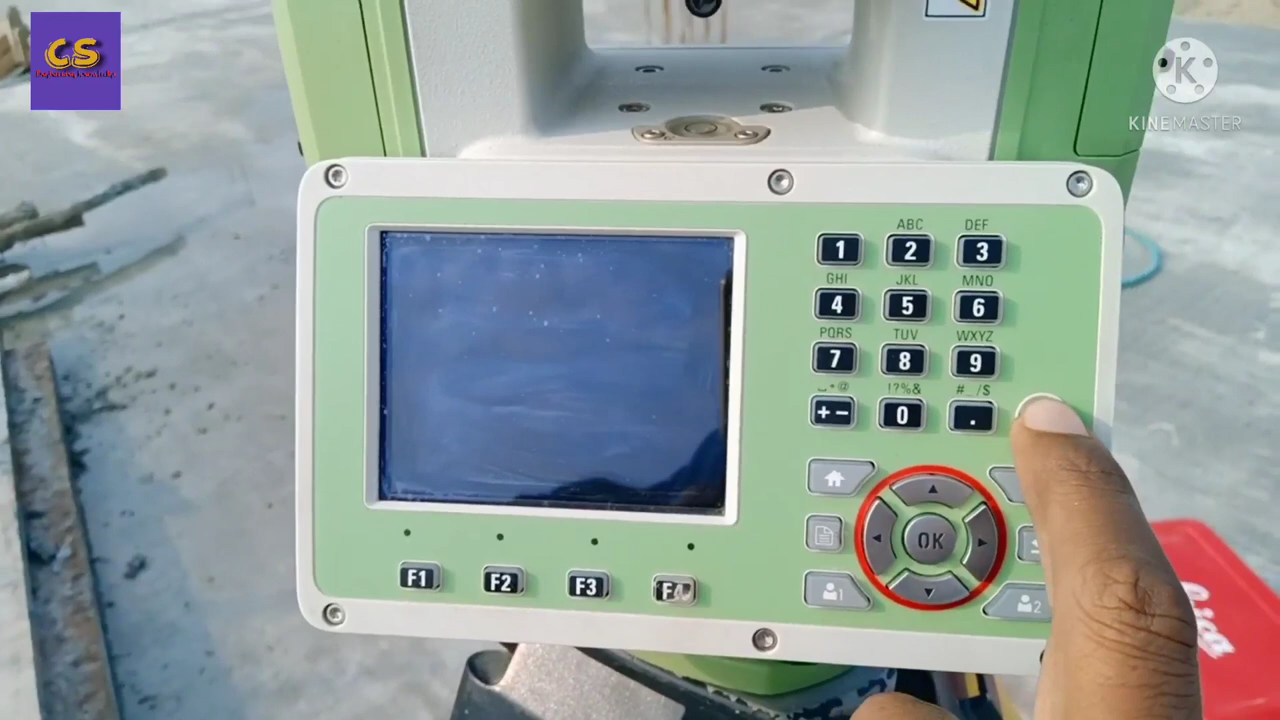 CS
KINEMASTER
ABC DEF
1 2 3
GHI JKL MNO
4 5 6
PQRS TUV WXYZ
7 8 9
␣*@ !?%& #_/$
+- 0 .
OK
1
2
F1 F2 F3 F4